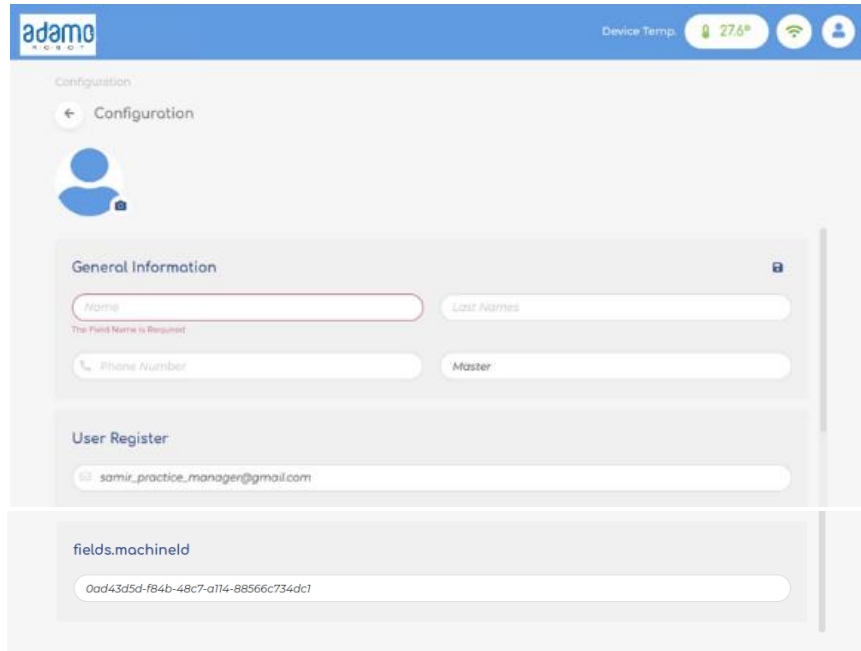 adamo
ROBOT
Device Temp. 27.6°
Configuration
Configuration
General Information
Name
Last Names
The Field Name is Required
Phone Number
Master
User Register
samir_practice_manager@gmail.com
fields.machineId
0ad43d5d-f84b-48c7-a114-88566c734dc1